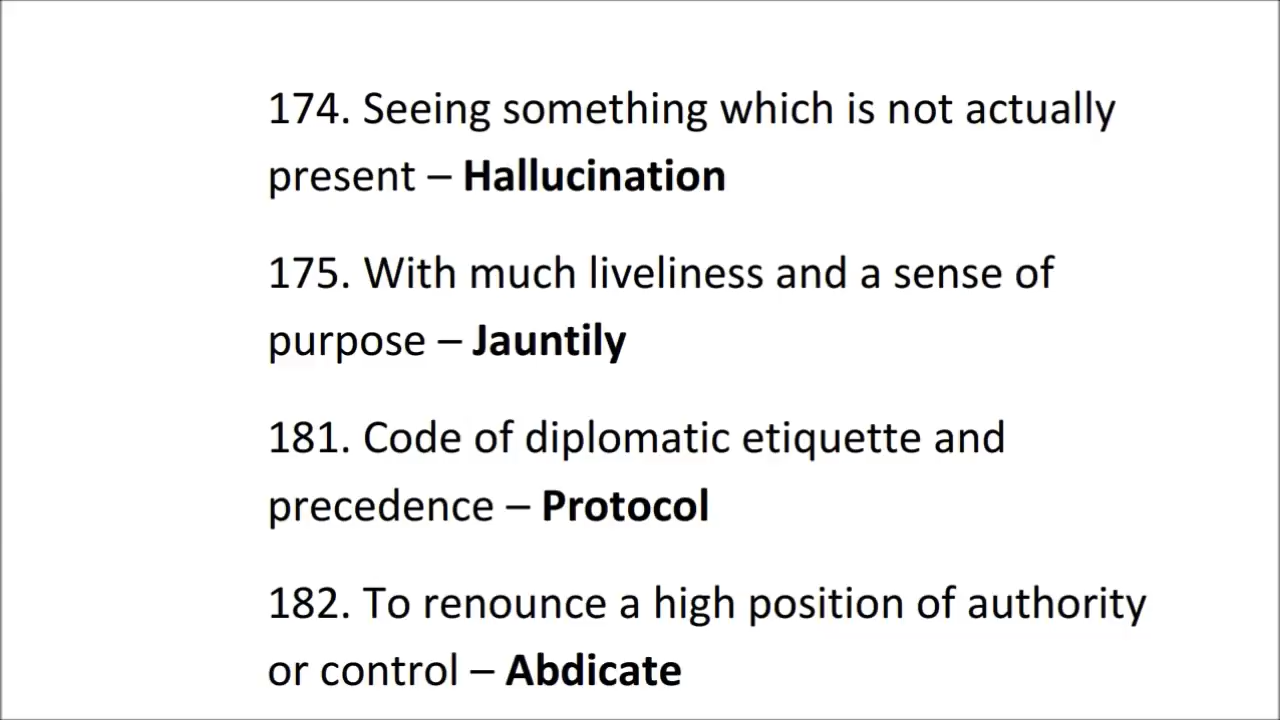 174. Seeing something which is not actually
present – Hallucination
175. With much liveliness and a sense of
purpose – Jauntily
181. Code of diplomatic etiquette and
precedence – Protocol
182. To renounce a high position of authority
or control – Abdicate